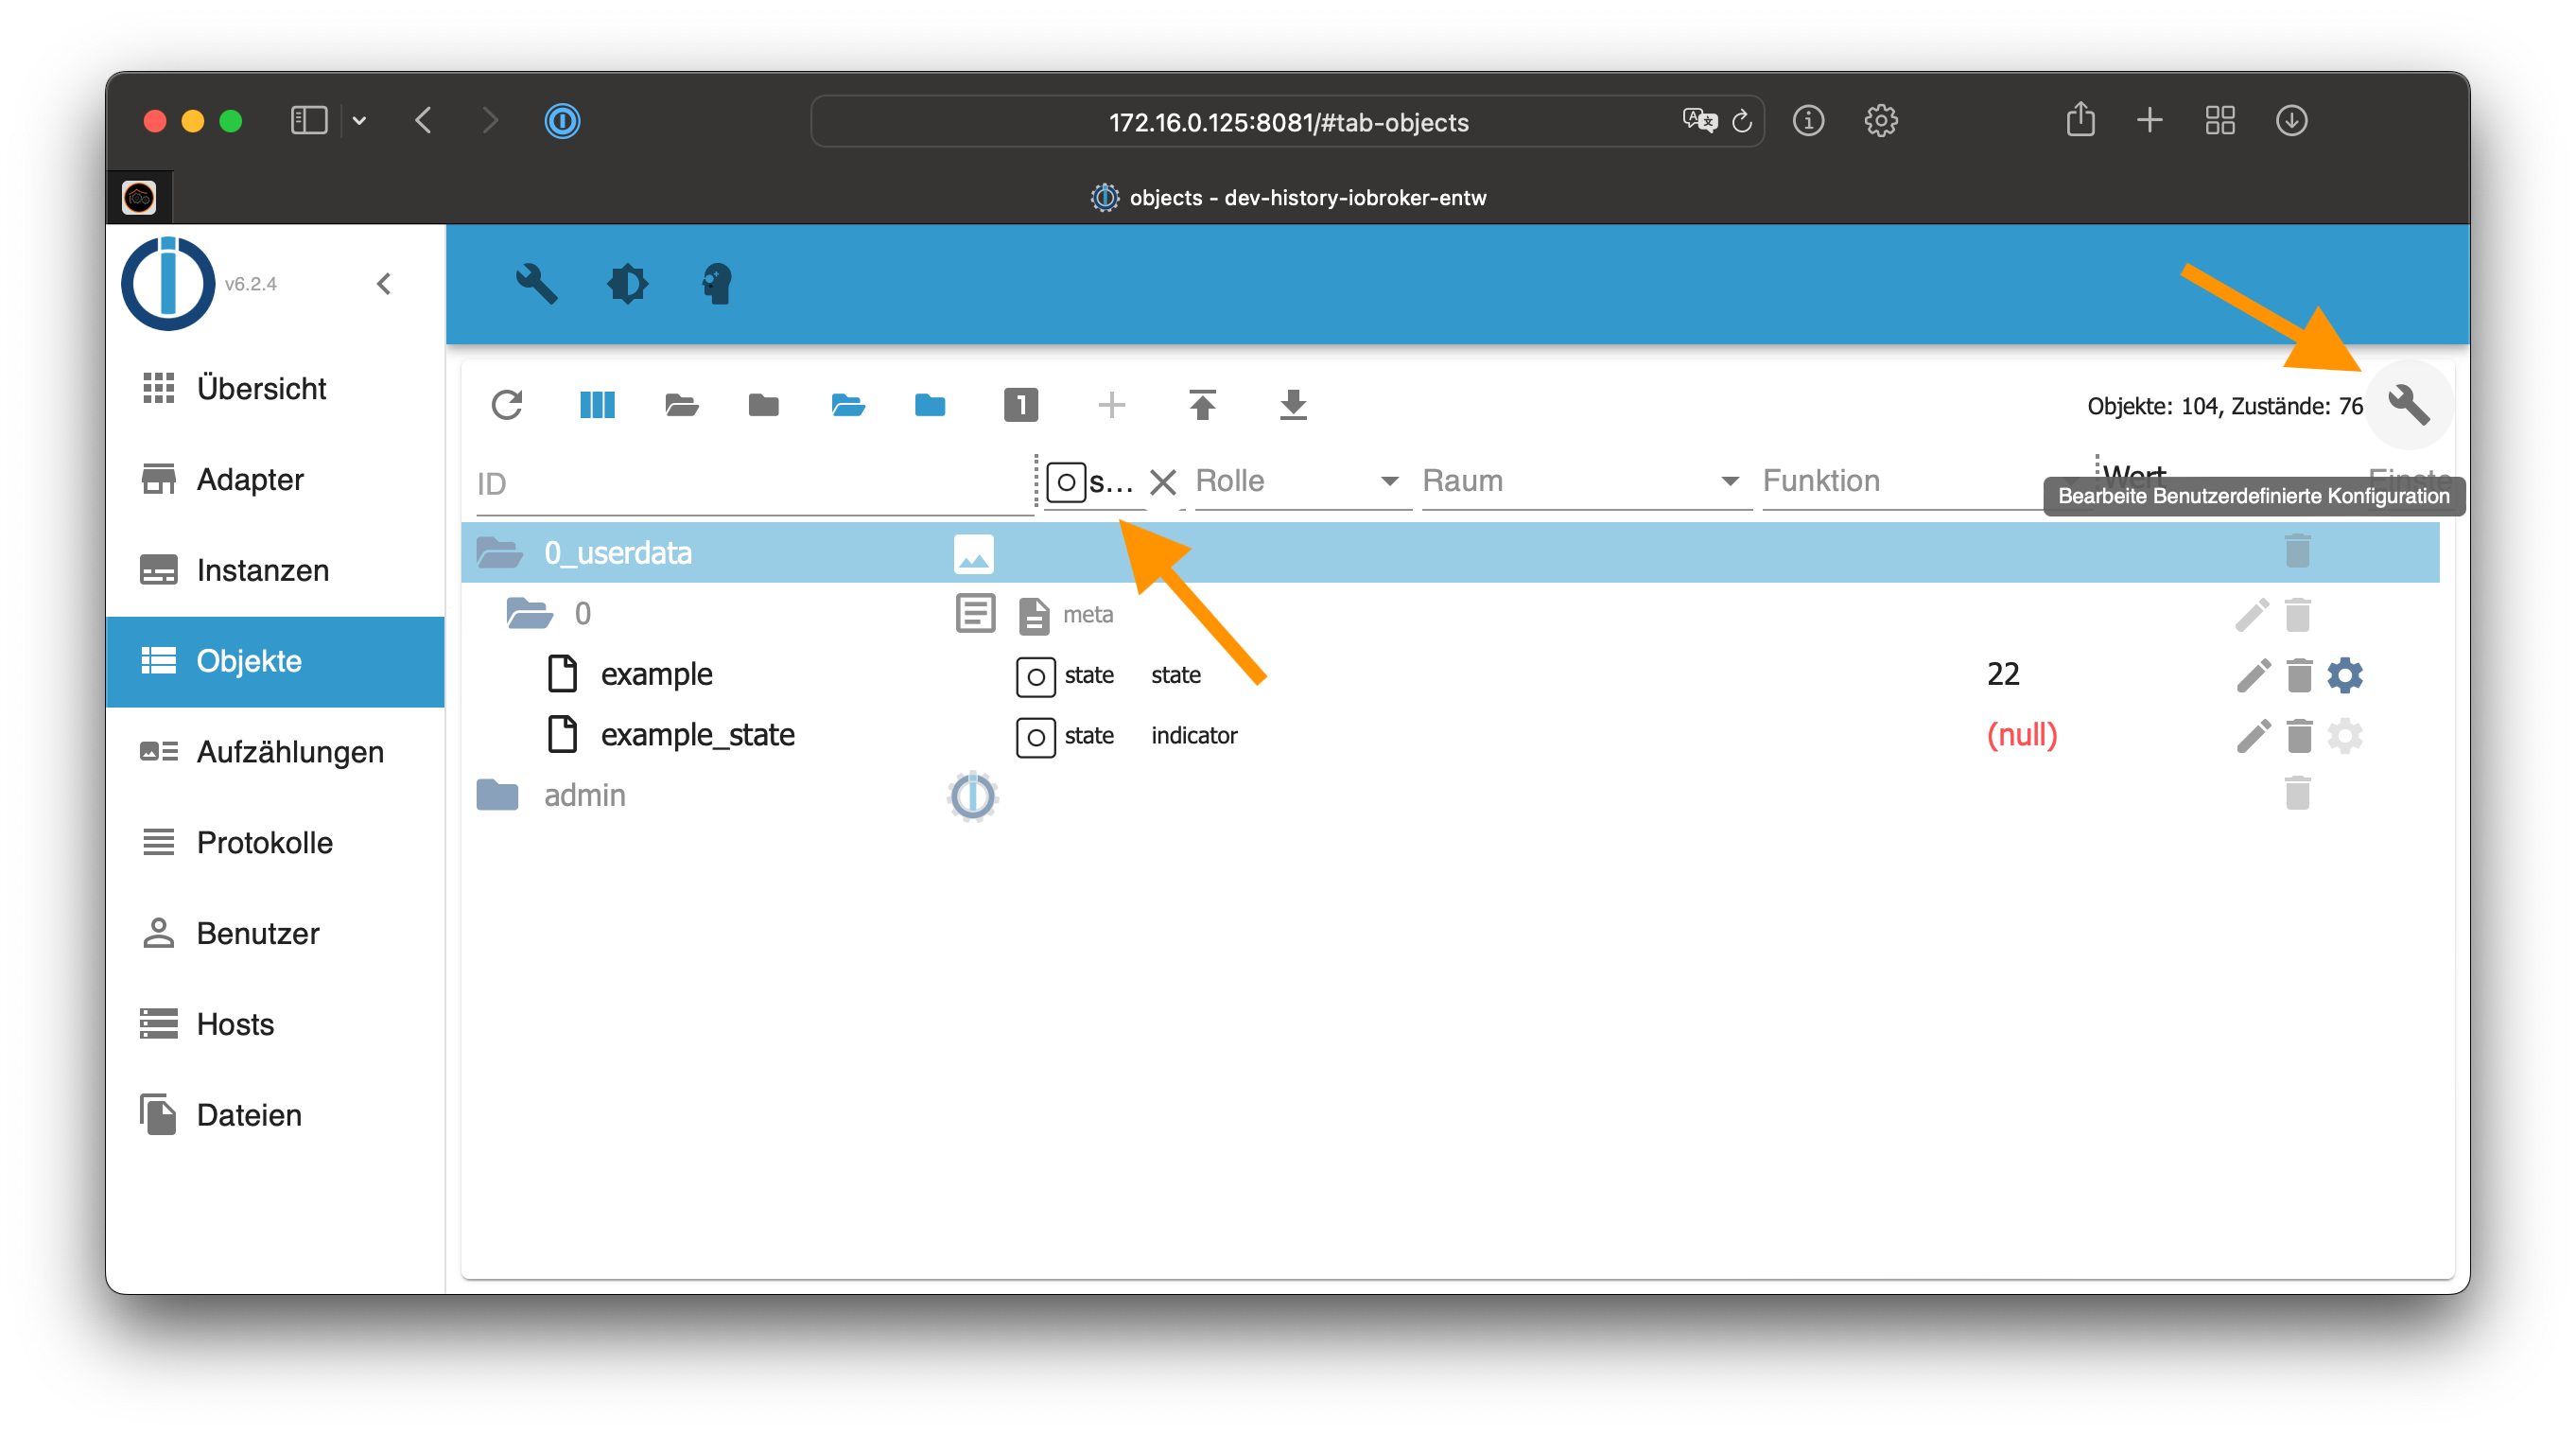 172.16.0.125:8081/#tab-objects
objects - dev-history-iobroker-entw
v6.2.4
Übersicht
Adapter
Instanzen
Objekte
Aufzählungen
Protokolle
Benutzer
Hosts
Dateien
1
Objekte: 104, Zustände: 76
ID
s...
Rolle
Raum
Funktion
Wert
Einste
Bearbeite Benutzerdefinierte Konfiguration
0_userdata
0
meta
example
state
state
22
example_state
state
indicator
(null)
admin